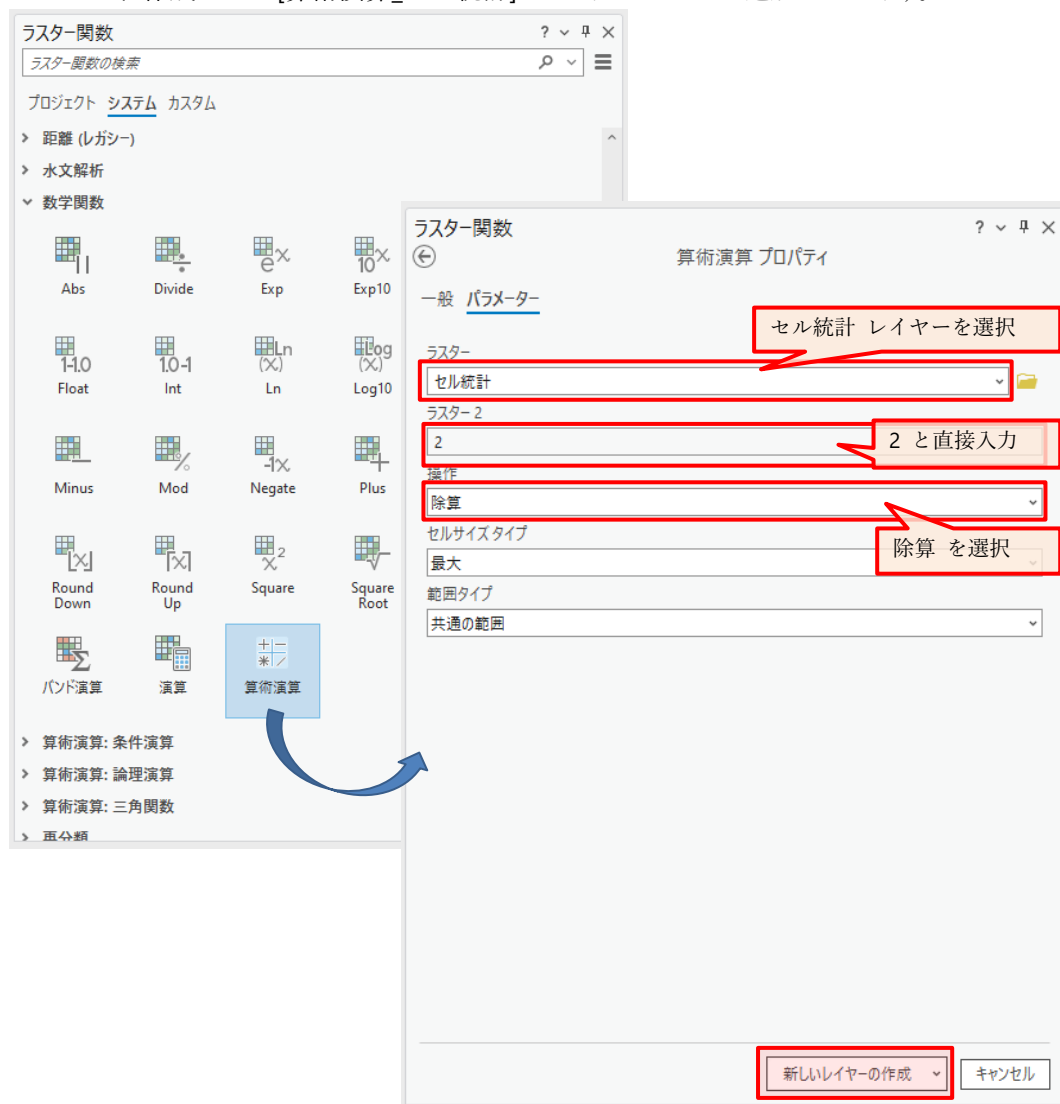 ラスター関数
ラスター関数の検索
プロジェクト システム カスタム
距離 (レガシー)
水文解析
数学関数
Abs
Divide
Exp
Exp10
Float
Int
Ln
Log10
Minus
Mod
Negate
Plus
Round Down
Round Up
Square
Square Root
バンド演算
演算
算術演算
算術演算: 条件演算
算術演算: 論理演算
算術演算: 三角関数
再分類
ラスター関数
算術演算 プロパティ
一般 パラメーター
セル統計 レイヤーを選択
ラスター
セル統計
ラスター 2
2
2 と直接入力
操作
除算
除算 を選択
セルサイズ タイプ
最大
範囲タイプ
共通の範囲
新しいレイヤーの作成
キャンセル